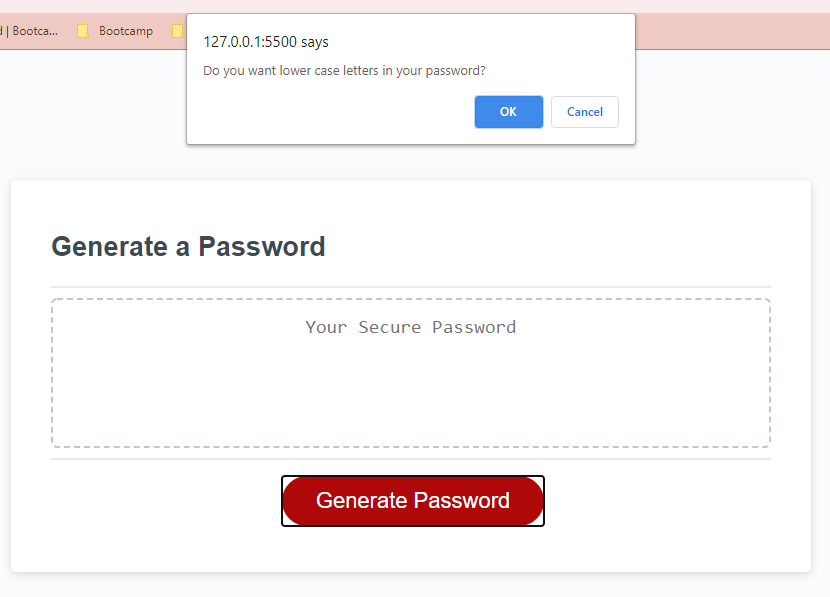 | Bootca... Bootcamp
127.0.0.1:5500 says
Do you want lower case letters in your password?
OK Cancel
Generate a Password
Your Secure Password
Generate Password